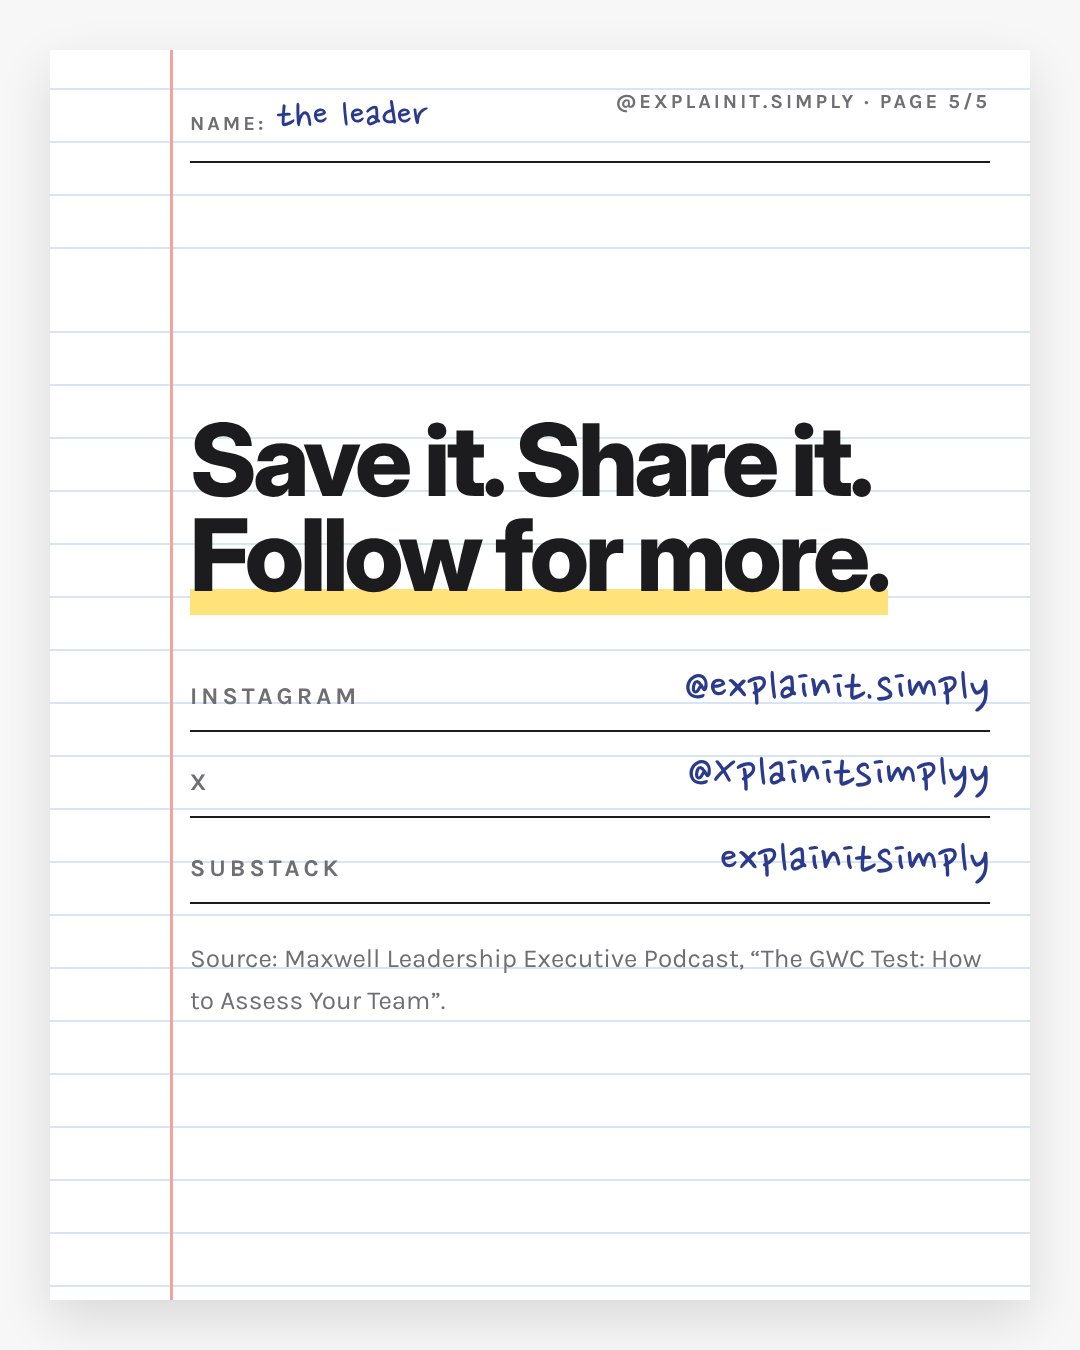 NAME: the leader
@EXPLAINIT.SIMPLY · PAGE 5/5
Save it. Share it.
Follow for more.
INSTAGRAM @explainit.simply
X @Xplainitsimplyy
SUBSTACK explainitsimply
Source: Maxwell Leadership Executive Podcast, “The GWC Test: How
to Assess Your Team”.